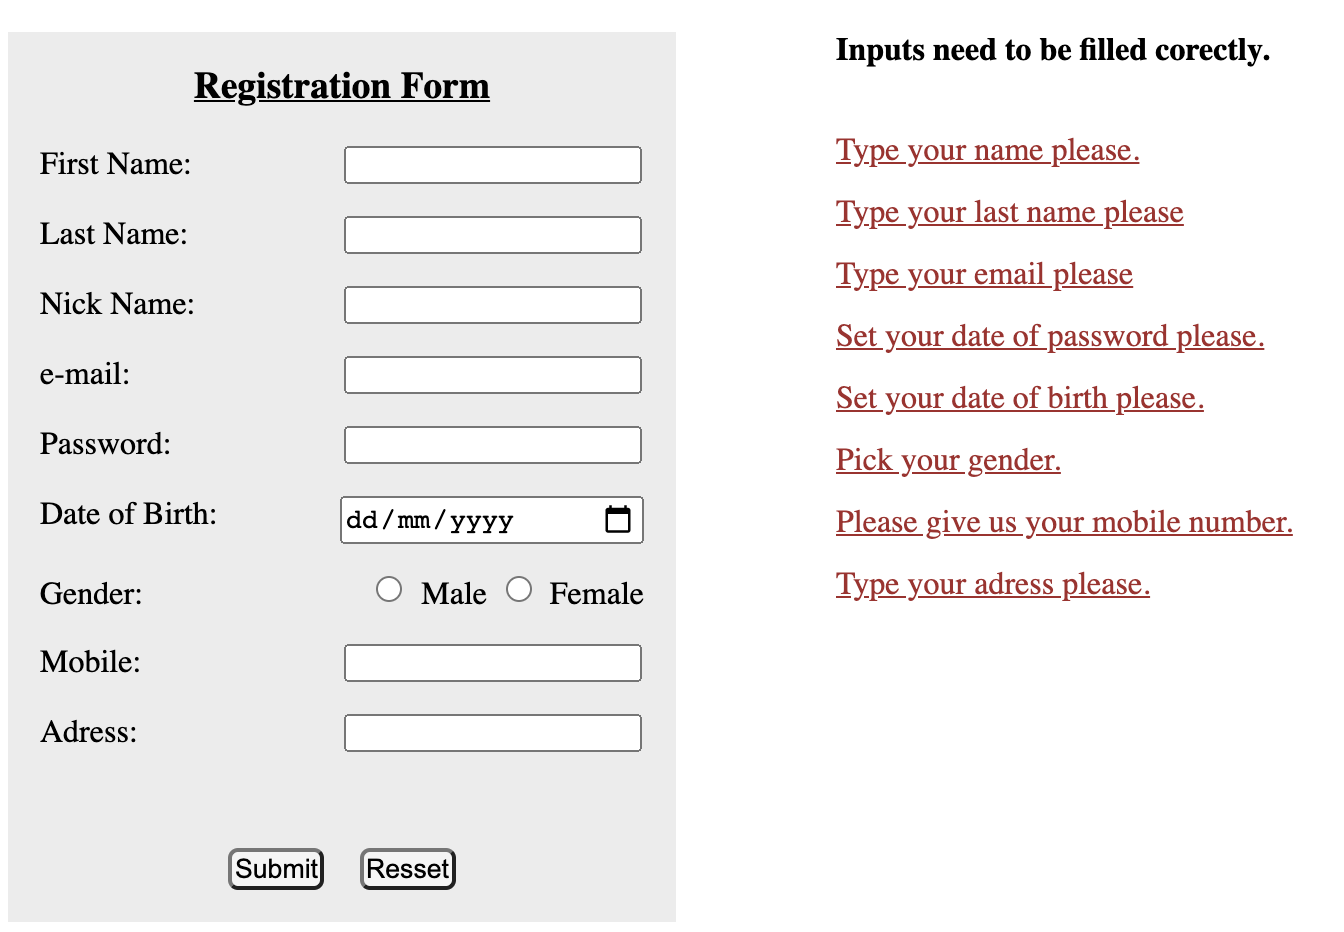 Registration Form
First Name:
Last Name:
Nick Name:
e-mail:
Password:
Date of Birth:
dd/mm/yyyy
Gender:
Male
Female
Mobile:
Adress:
Submit
Resset
Inputs need to be filled corectly.
Type your name please.
Type your last name please
Type your email please
Set your date of password please.
Set your date of birth please.
Pick your gender.
Please give us your mobile number.
Type your adress please.